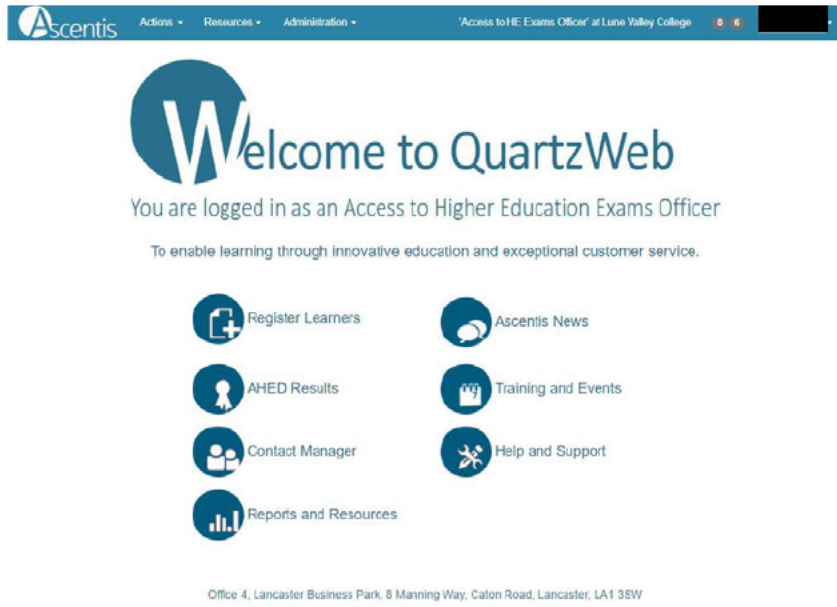 Ascentis Actions Resources Administration 'Access to HE Exams Officer' at Lune Valley College 0 6
Welcome to QuartzWeb
You are logged in as an Access to Higher Education Exams Officer
To enable learning through innovative education and exceptional customer service.
Register Learners Ascentis News
AHED Results Training and Events
Contact Manager Help and Support
Reports and Resources
Office 4, Lancaster Business Park, 8 Manning Way, Caton Road, Lancaster, LA1 3SW